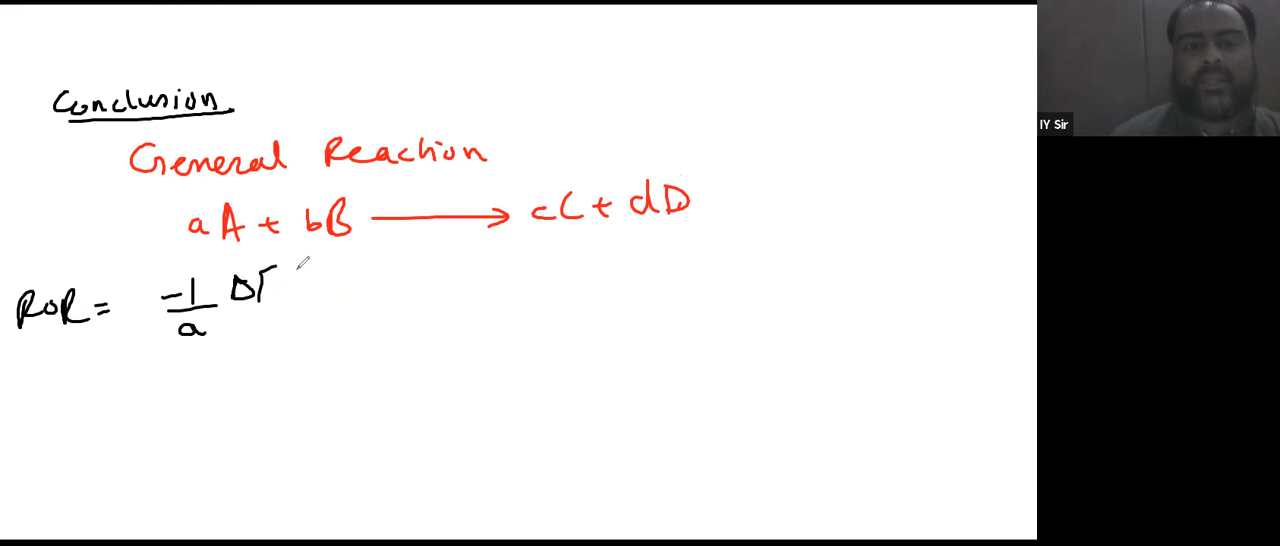 Conclusion
General Reaction
aA + bB ⟶ cC + dD
ROR = -1/a Δ[
IY Sir